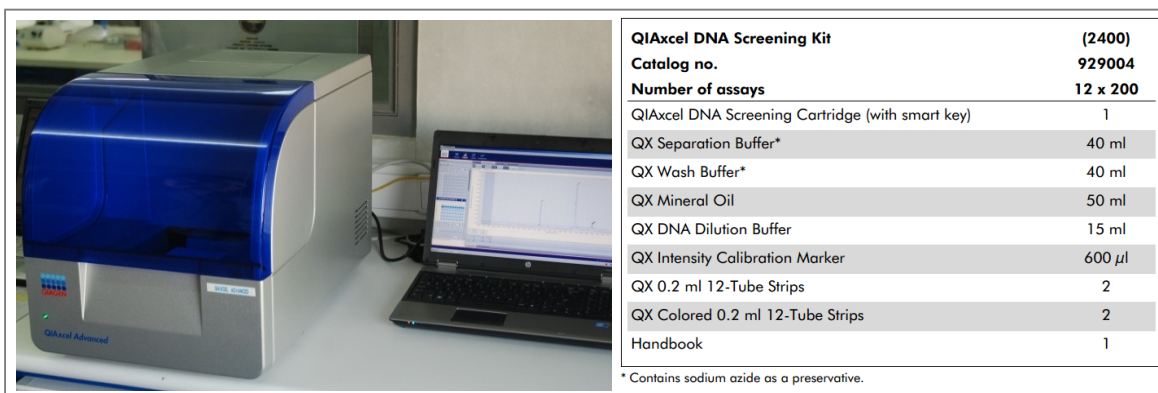 QIAGEN
QIAxcel Advanced
QIAxcel DNA Screening Kit (2400)
Catalog no. 929004
Number of assays 12 x 200
QIAxcel DNA Screening Cartridge (with smart key) 1
QX Separation Buffer* 40 ml
QX Wash Buffer* 40 ml
QX Mineral Oil 50 ml
QX DNA Dilution Buffer 15 ml
QX Intensity Calibration Marker 600 µl
QX 0.2 ml 12-Tube Strips 2
QX Colored 0.2 ml 12-Tube Strips 2
Handbook 1
* Contains sodium azide as a preservative.